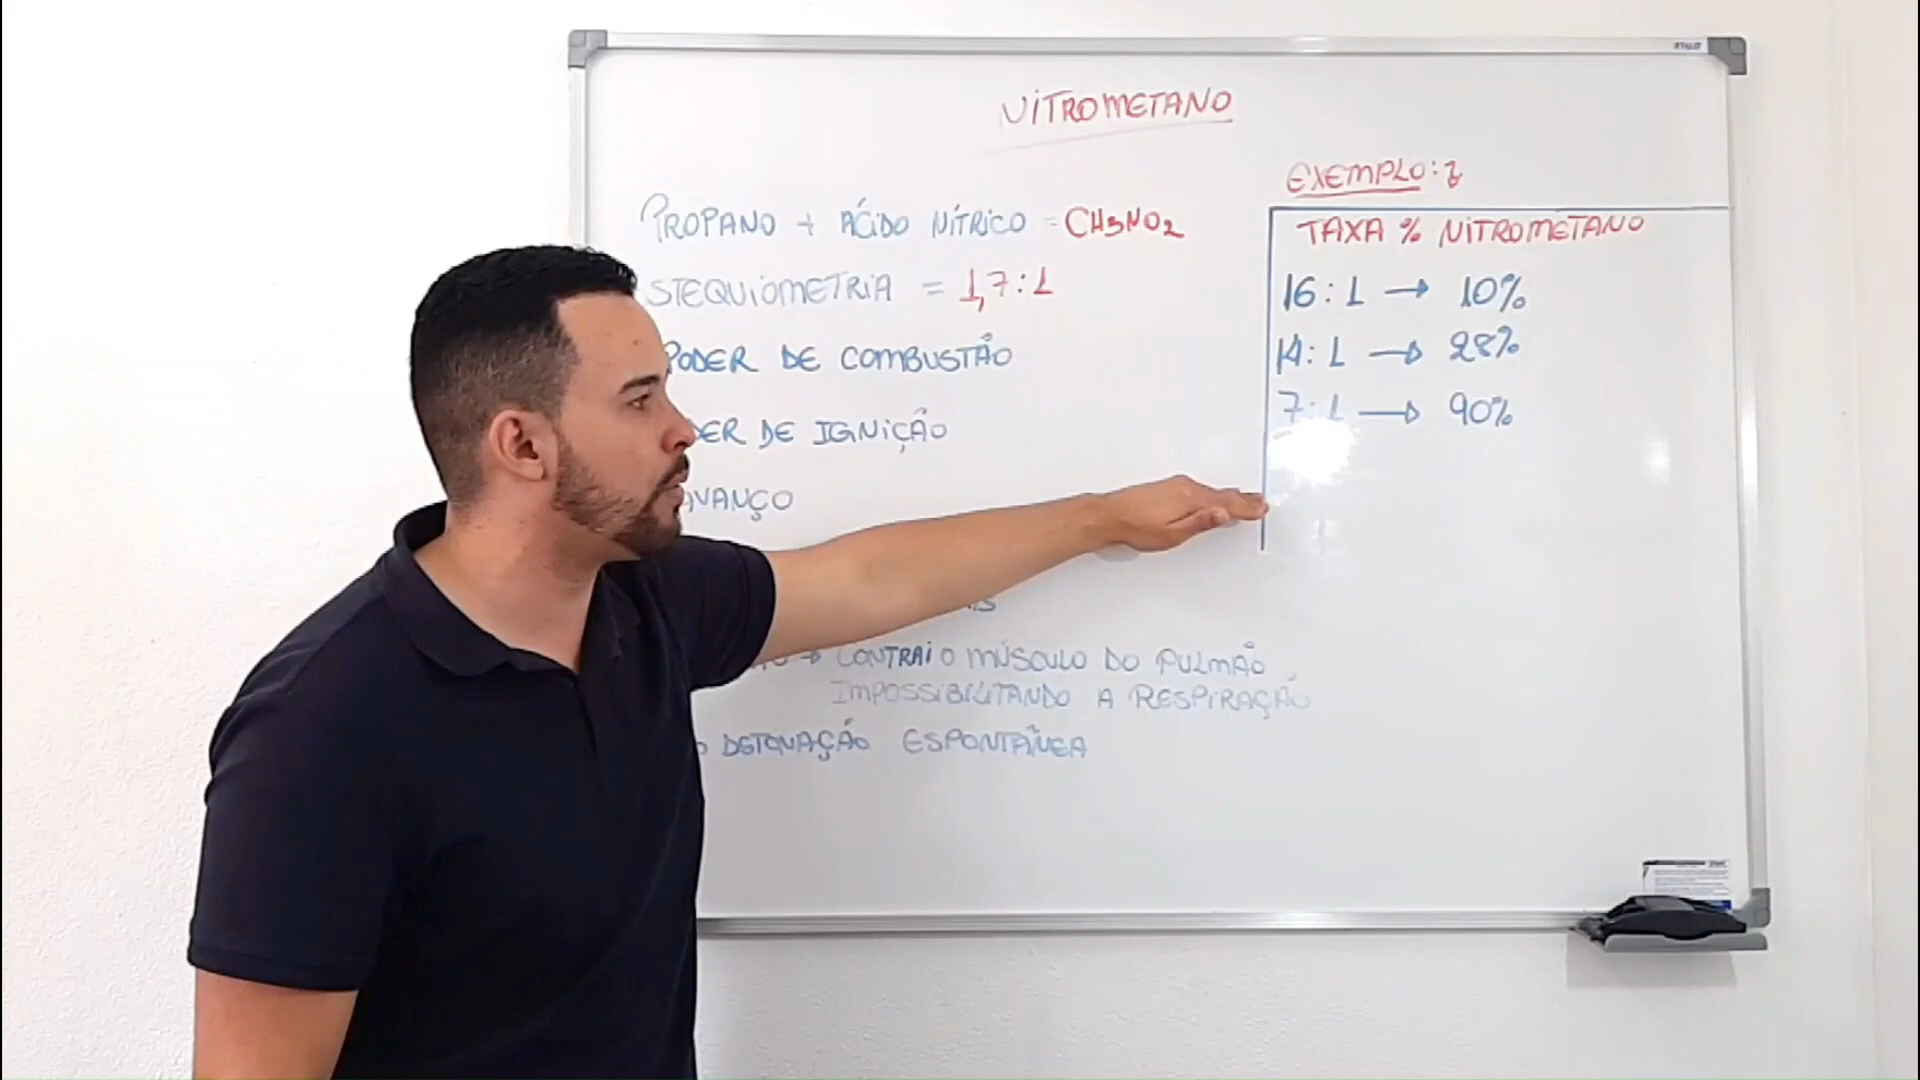 NITROMETANO
PROPANO + ÁCIDO NÍTRICO = CH3NO2
STEQUIOMETRIA = 1,7:1
PODER DE COMBUSTÃO
DER DE IGNIÇÃO
AVANÇO
→ CONTRAI O MÚSCULO DO PULMÃO
IMPOSSIBILITANDO A RESPIRAÇÃO
DETONAÇÃO ESPONTÂNEA
EXEMPLO:
TAXA % NITROMETANO
16:1 → 10%
14:1 → 28%
7:1 → 90%